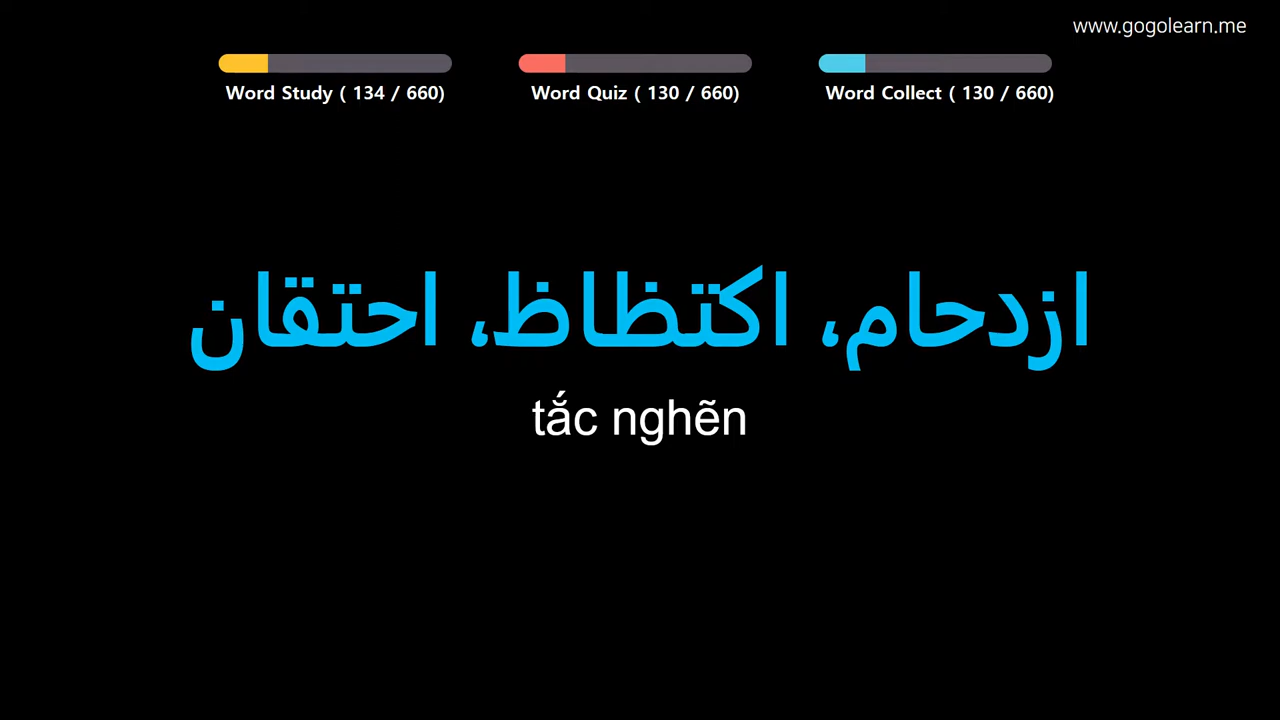 www.gogolearn.me
Word Study ( 134 / 660)
Word Quiz ( 130 / 660)
Word Collect ( 130 / 660)
ازدحام، اكتظاظ، احتقان
tắc nghẽn